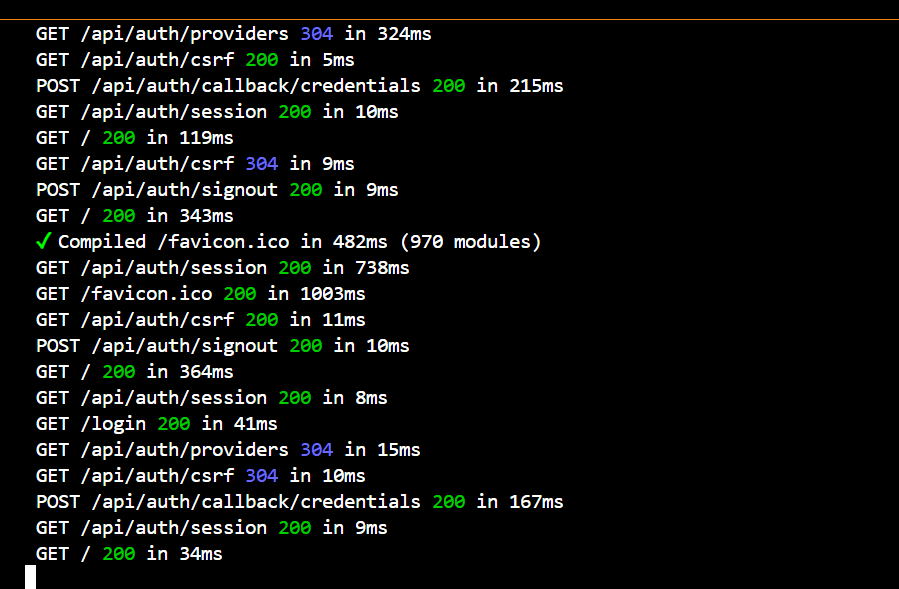 GET /api/auth/providers 304 in 324ms
GET /api/auth/csrf 200 in 5ms
POST /api/auth/callback/credentials 200 in 215ms
GET /api/auth/session 200 in 10ms
GET / 200 in 119ms
GET /api/auth/csrf 304 in 9ms
POST /api/auth/signout 200 in 9ms
GET / 200 in 343ms
✓ Compiled /favicon.ico in 482ms (970 modules)
GET /api/auth/session 200 in 738ms
GET /favicon.ico 200 in 1003ms
GET /api/auth/csrf 200 in 11ms
POST /api/auth/signout 200 in 10ms
GET / 200 in 364ms
GET /api/auth/session 200 in 8ms
GET /login 200 in 41ms
GET /api/auth/providers 304 in 15ms
GET /api/auth/csrf 304 in 10ms
POST /api/auth/callback/credentials 200 in 167ms
GET /api/auth/session 200 in 9ms
GET / 200 in 34ms